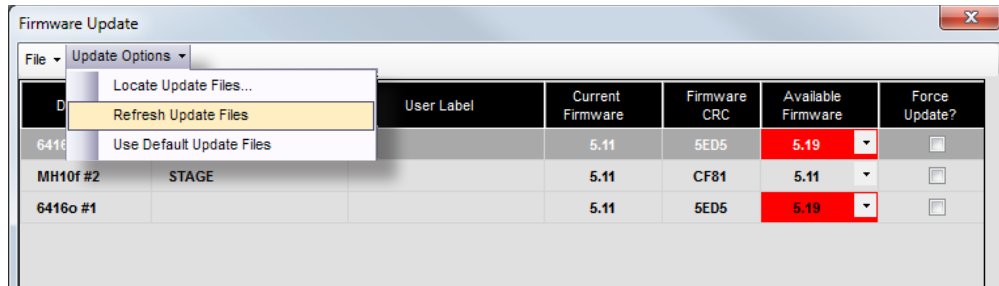 Firmware Update
File Update Options
Locate Update Files...
Refresh Update Files
Use Default Update Files
D User Label Current Firmware Firmware CRC Available Firmware Force Update?
6416 5.11 5ED5 5.19
MH10f #2 STAGE 5.11 CF81 5.11
6416o #1 5.11 5ED5 5.19